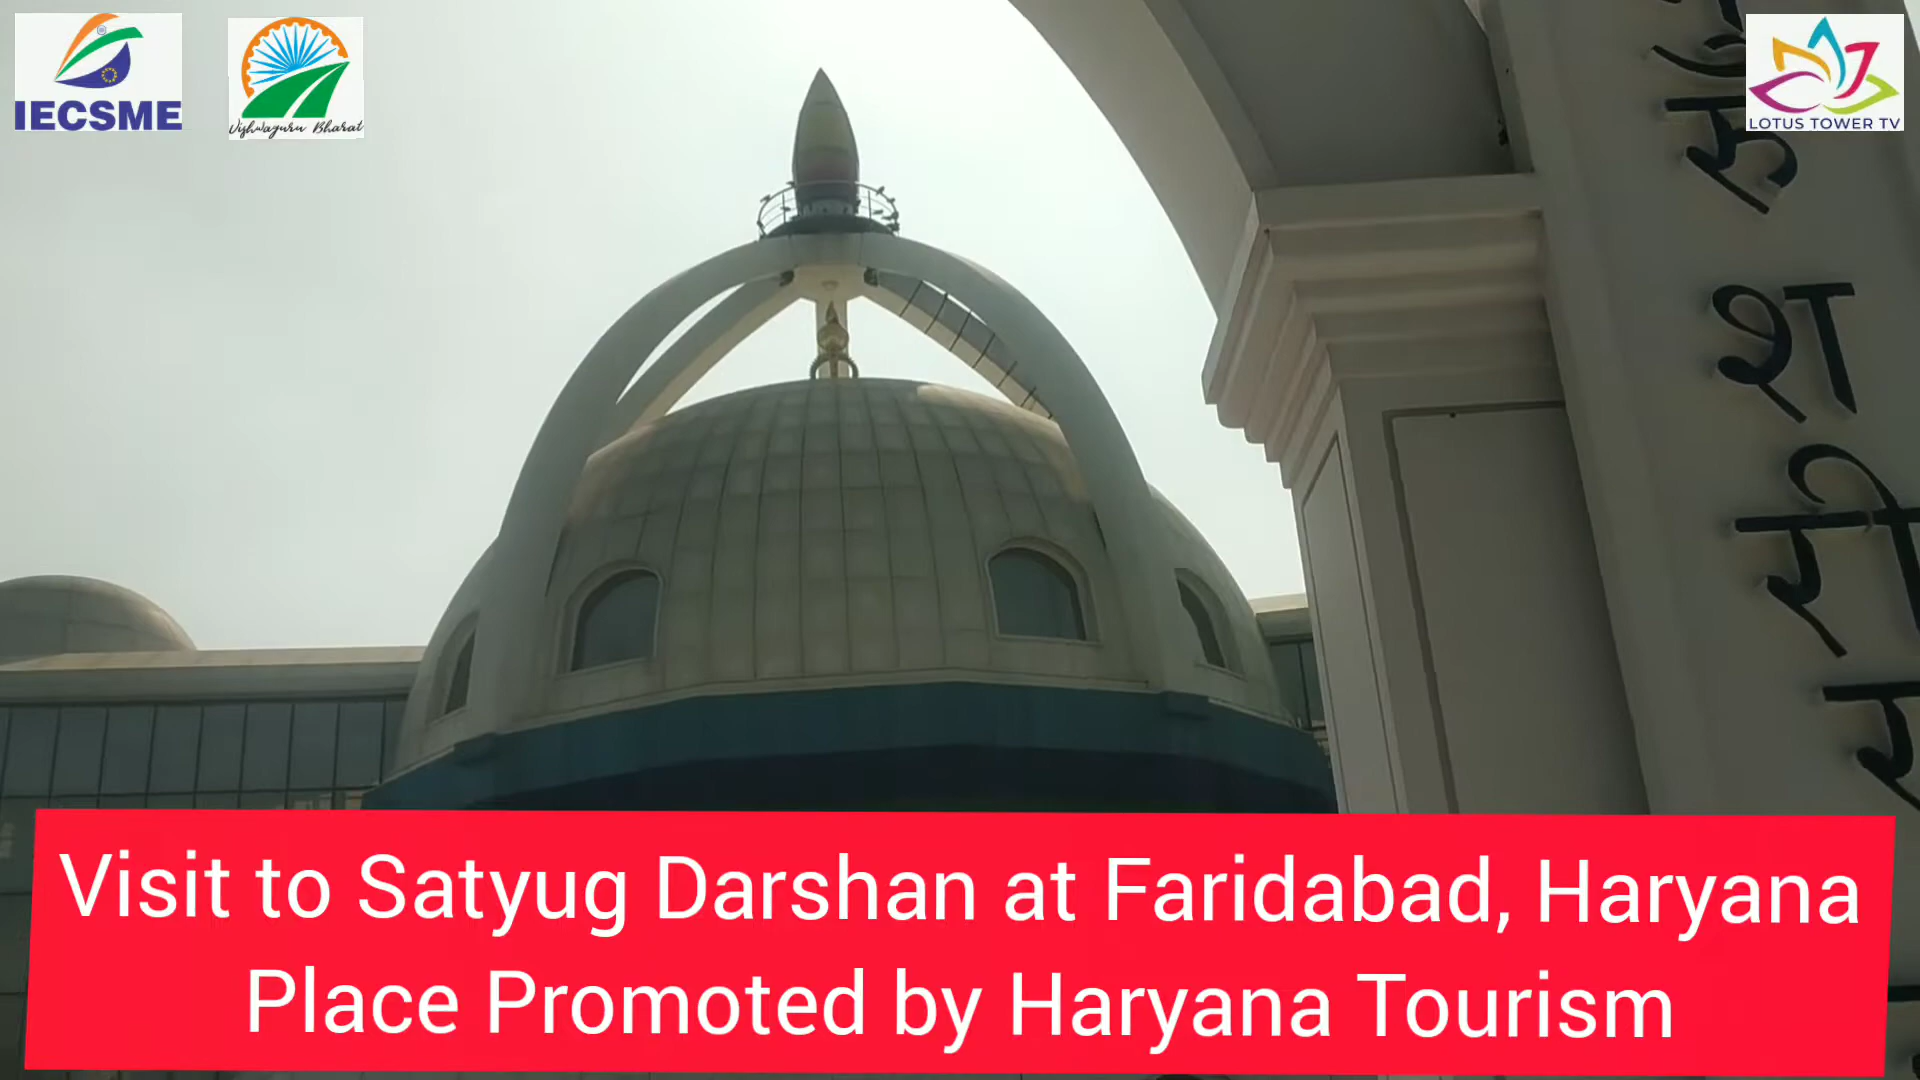 IECSME
Vishwaguru Bharat
LOTUS TOWER TV
म
शा
री
Visit to Satyug Darshan at Faridabad, Haryana
Place Promoted by Haryana Tourism